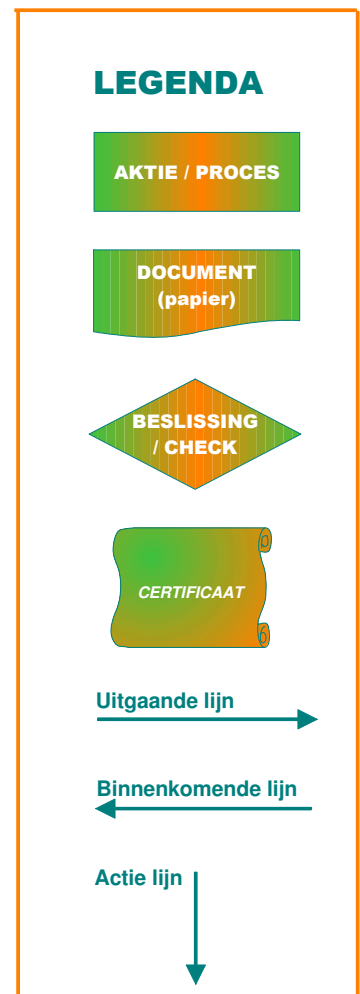 LEGENDA
AKTIE / PROCES
DOCUMENT
(papier)
BESLISSING
/ CHECK
CERTIFICAAT
Uitgaande lijn
Binnenkomende lijn
Actie lijn